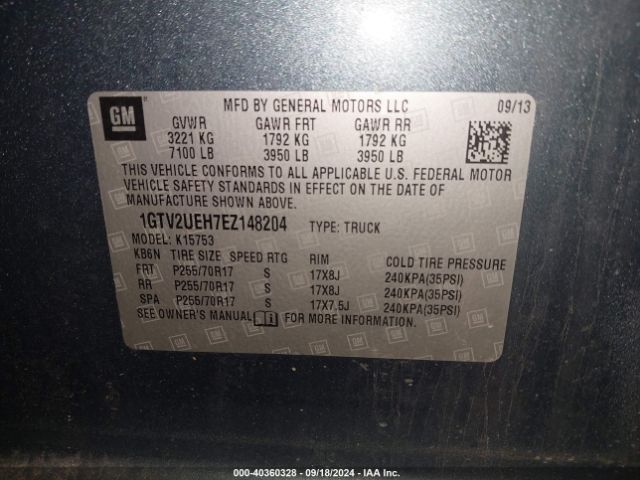 GM
MFD BY GENERAL MOTORS LLC 09/13
GVWR GAWR FRT GAWR RR
3221 KG 1792 KG 1792 KG
7100 LB 3950 LB 3950 LB
THIS VEHICLE CONFORMS TO ALL APPLICABLE U.S. FEDERAL MOTOR
VEHICLE SAFETY STANDARDS IN EFFECT ON THE DATE OF
MANUFACTURE SHOWN ABOVE.
1GTV2UEH7EZ148204 TYPE: TRUCK
MODEL: K15753
KB6N TIRE SIZE SPEED RTG RIM COLD TIRE PRESSURE
FRT P255/70R17 S 17X8J 240KPA(35PSI)
RR P255/70R17 S 17X8J 240KPA(35PSI)
SPA P255/70R17 S 17X7.5J 240KPA(35PSI)
SEE OWNER'S MANUAL FOR MORE INFORMATION.
000-40360328 - 09/18/2024 - IAA Inc.